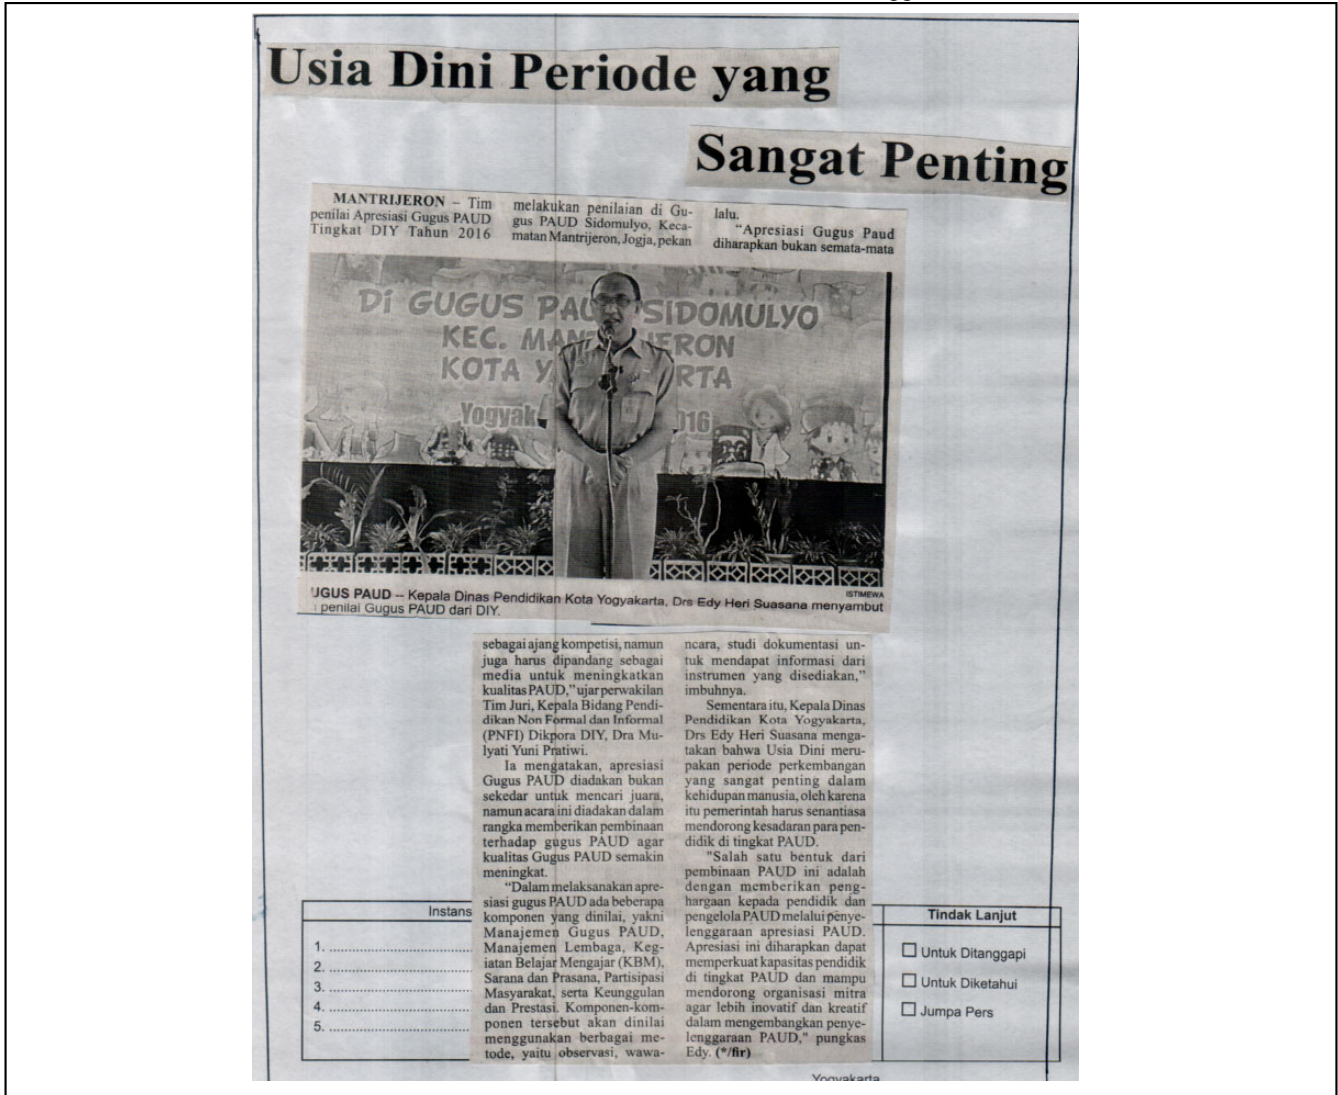 Usia Dini Periode yang
Sangat Penting
MANTRIJERON – Tim
penilai Apresiasi Gugus PAUD
Tingkat DIY Tahun 2016
melakukan penilaian di Gu-
gus PAUD Sidomulyo, Keca-
matan Mantrijeron, Jogja, pekan
lalu.
“Apresiasi Gugus Paud
diharapkan bukan semata-mata
Di GUGUS PAU SIDOMULYO
KEC. MAN ERON
KOTA Y RTA
Yogyak 016
ISTIMEWA
UGUS PAUD -- Kepala Dinas Pendidikan Kota Yogyakarta, Drs Edy Heri Suasana menyambut
penilai Gugus PAUD dari DIY.
sebagai ajang kompetisi, namun
juga harus dipandang sebagai
media untuk meningkatkan
kualitas PAUD,” ujar perwakilan
Tim Juri, Kepala Bidang Pendi-
dikan Non Formal dan Informal
(PNFI) Dikpora DIY, Dra Mu-
lyati Yuni Pratiwi.
Ia mengatakan, apresiasi
Gugus PAUD diadakan bukan
sekedar untuk mencari juara,
namun acara ini diadakan dalam
rangka memberikan pembinaan
terhadap gugus PAUD agar
kualitas Gugus PAUD semakin
meningkat.
“Dalam melaksanakan apre-
siasi gugus PAUD ada beberapa
komponen yang dinilai, yakni
Manajemen Gugus PAUD,
Manajemen Lembaga, Keg-
iatan Belajar Mengajar (KBM),
Sarana dan Prasana, Partisipasi
Masyarakat, serta Keunggulan
dan Prestasi. Komponen-kom-
ponen tersebut akan dinilai
menggunakan berbagai me-
tode, yaitu observasi, wawa-
ncara, studi dokumentasi un-
tuk mendapat informasi dari
instrumen yang disediakan,”
imbuhnya.
Sementara itu, Kepala Dinas
Pendidikan Kota Yogyakarta,
Drs Edy Heri Suasana menga-
takan bahwa Usia Dini meru-
pakan periode perkembangan
yang sangat penting dalam
kehidupan manusia, oleh karena
itu pemerintah harus senantiasa
mendorong kesadaran para pen-
didik di tingkat PAUD.
"Salah satu bentuk dari
pembinaan PAUD ini adalah
dengan memberikan peng-
hargaan kepada pendidik dan
pengelola PAUD melalui penye-
lenggaraan apresiasi PAUD.
Apresiasi ini diharapkan dapat
memperkuat kapasitas pendidik
di tingkat PAUD dan mampu
mendorong organisasi mitra
agar lebih inovatif dan kreatif
dalam mengembangkan penye-
lenggaraan PAUD," pungkas
Edy. (*/fir)
Instans
1. ........................
2. ........................
3. ........................
4. ........................
5. ........................
Tindak Lanjut
Untuk Ditanggapi
Untuk Diketahui
Jumpa Pers
Yogyakarta